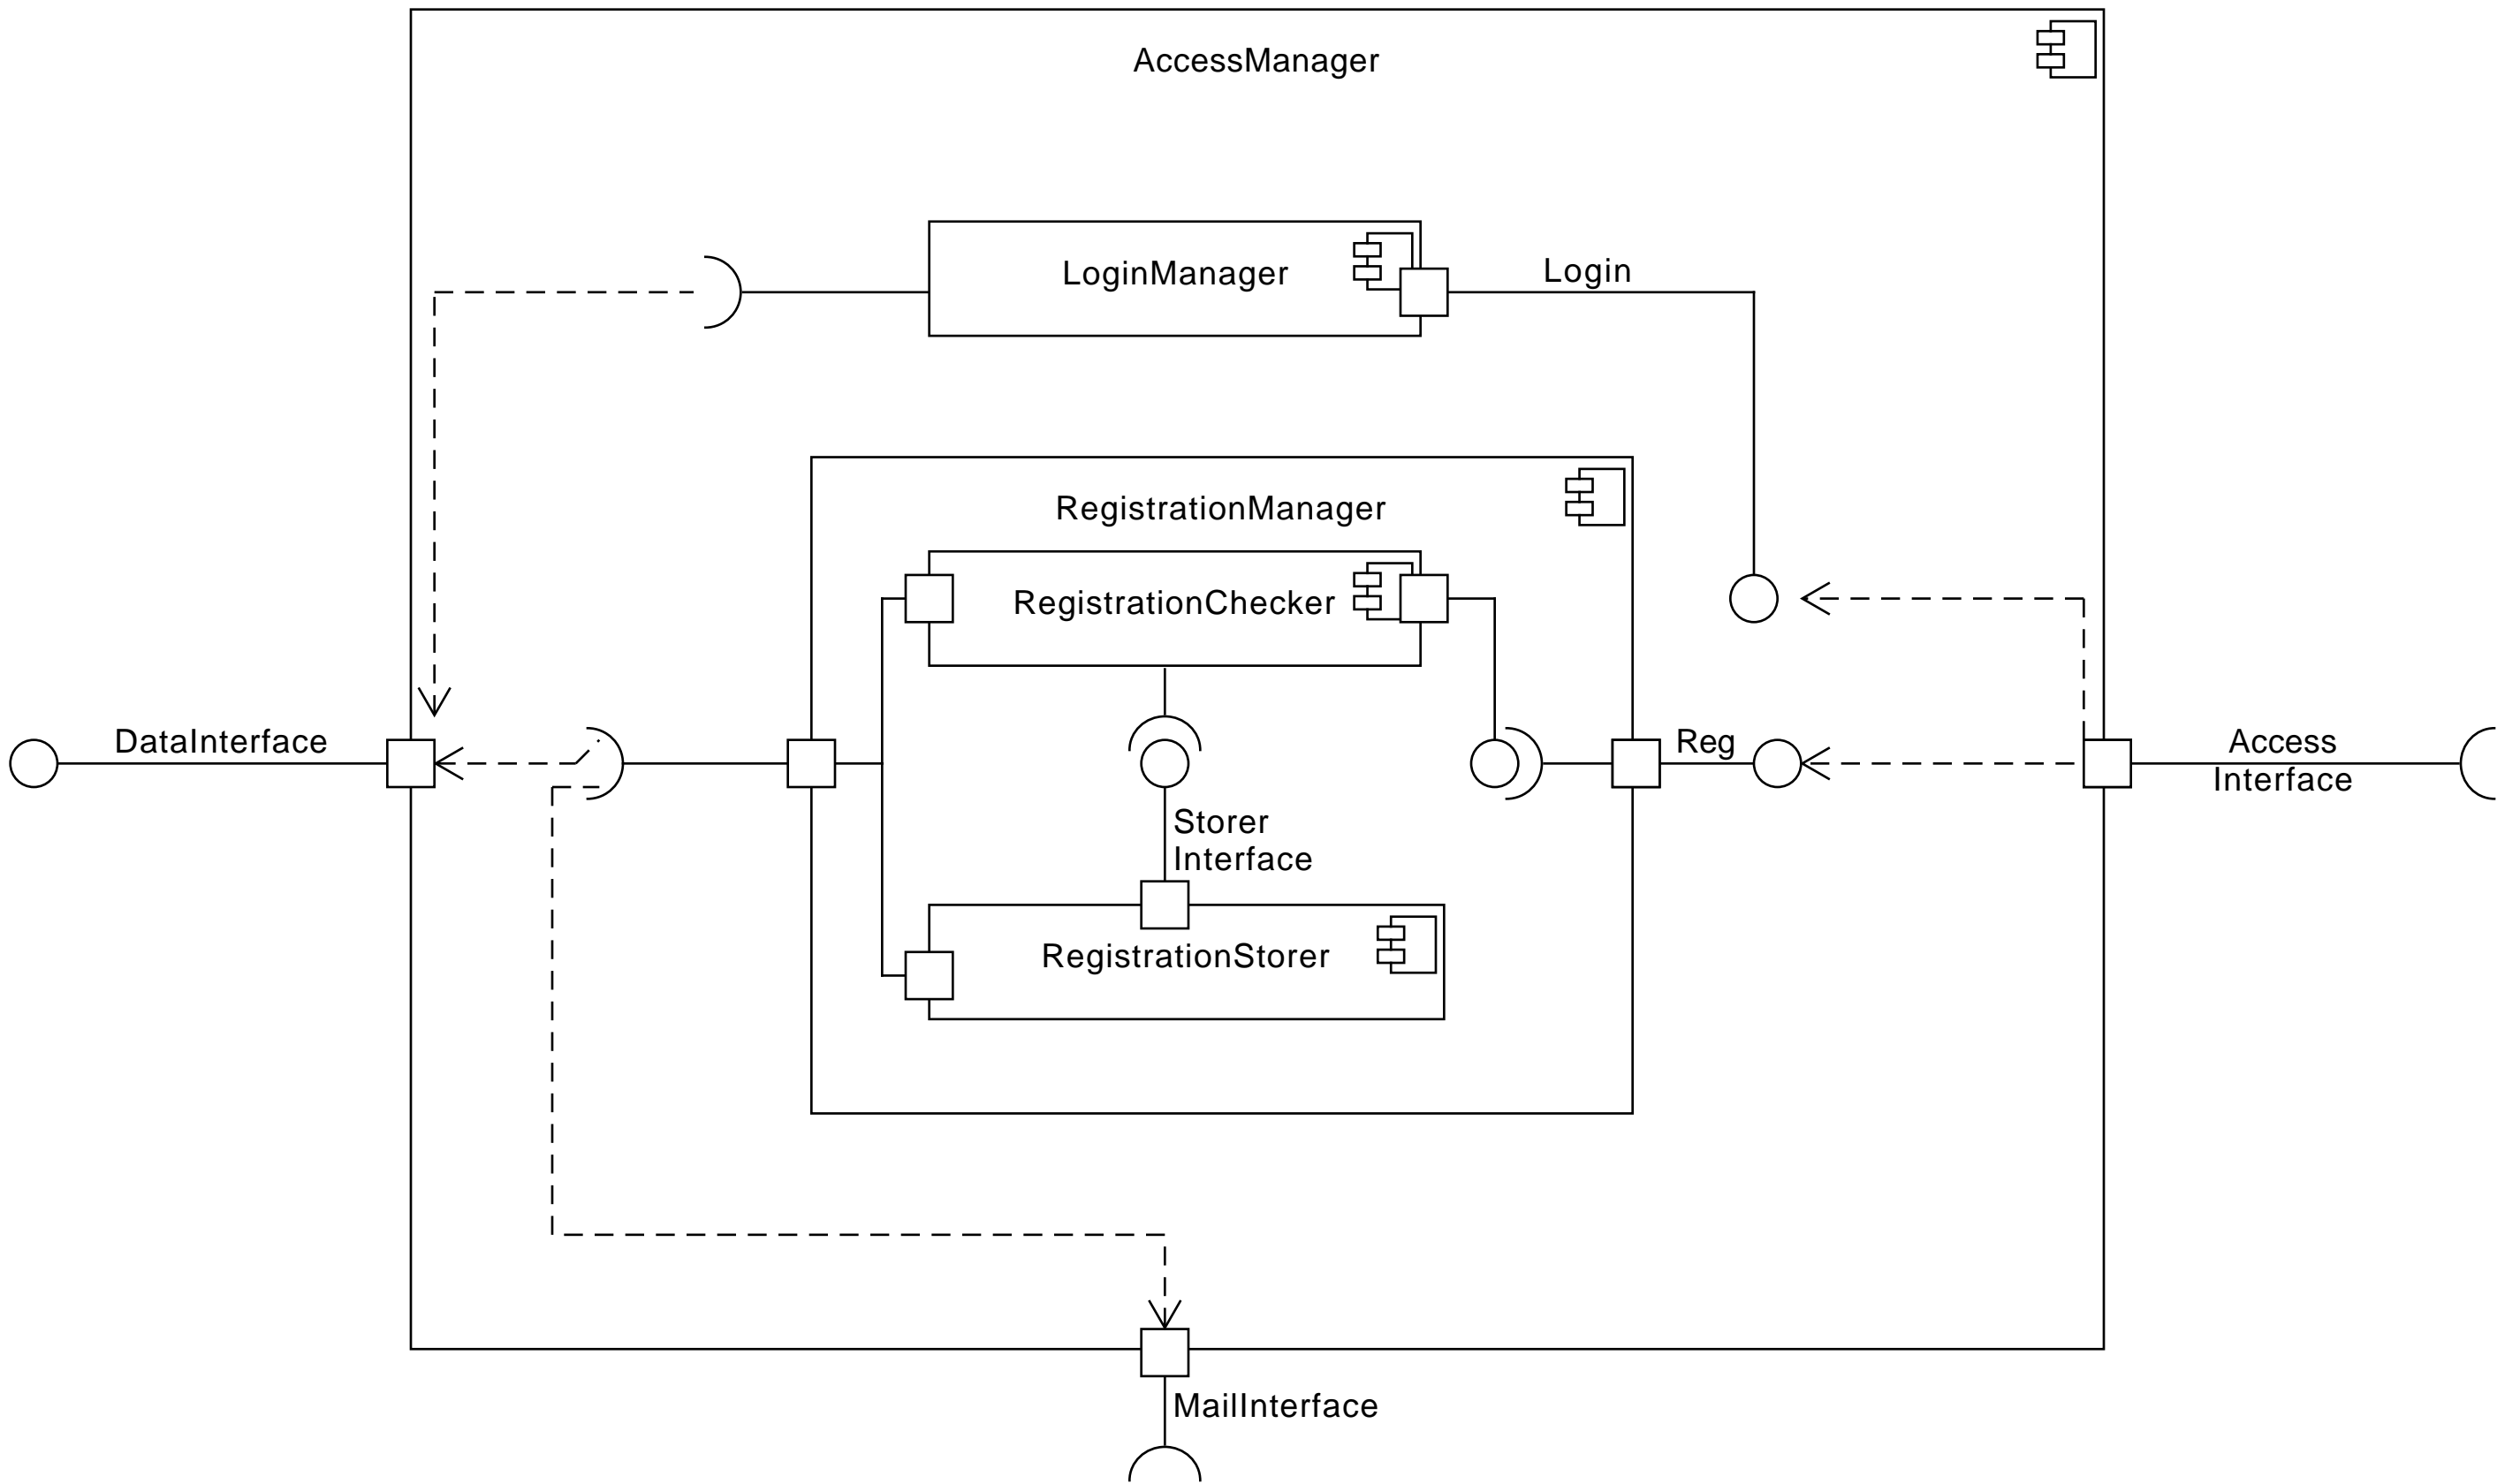 AccessManager
LoginManager
Login
RegistrationManager
RegistrationChecker
DataInterface
Reg
Access
Interface
Storer
Interface
RegistrationStorer
MailInterface